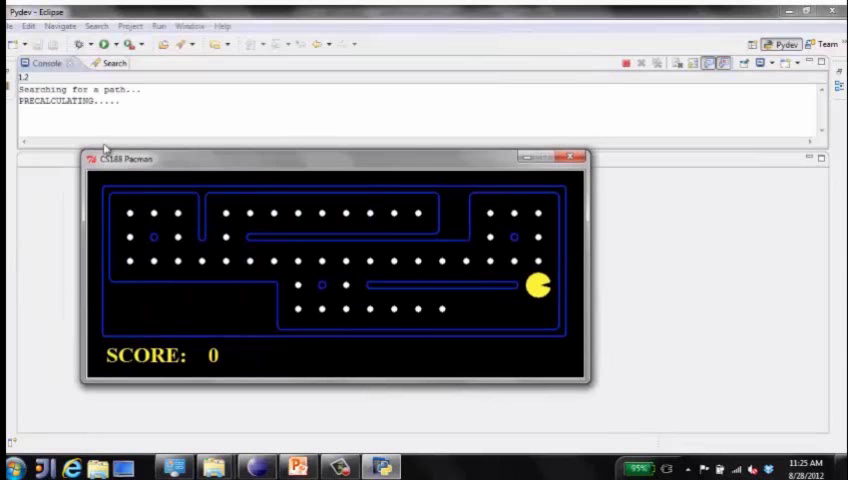 Pydev - Eclipse
File Edit Navigate Search Project Run Window Help
Pydev Team
Console Search
1.2
Searching for a path...
PRECALCULATING.....
CS188 Pacman
SCORE: 0
95%
11:25 AM
8/28/2012